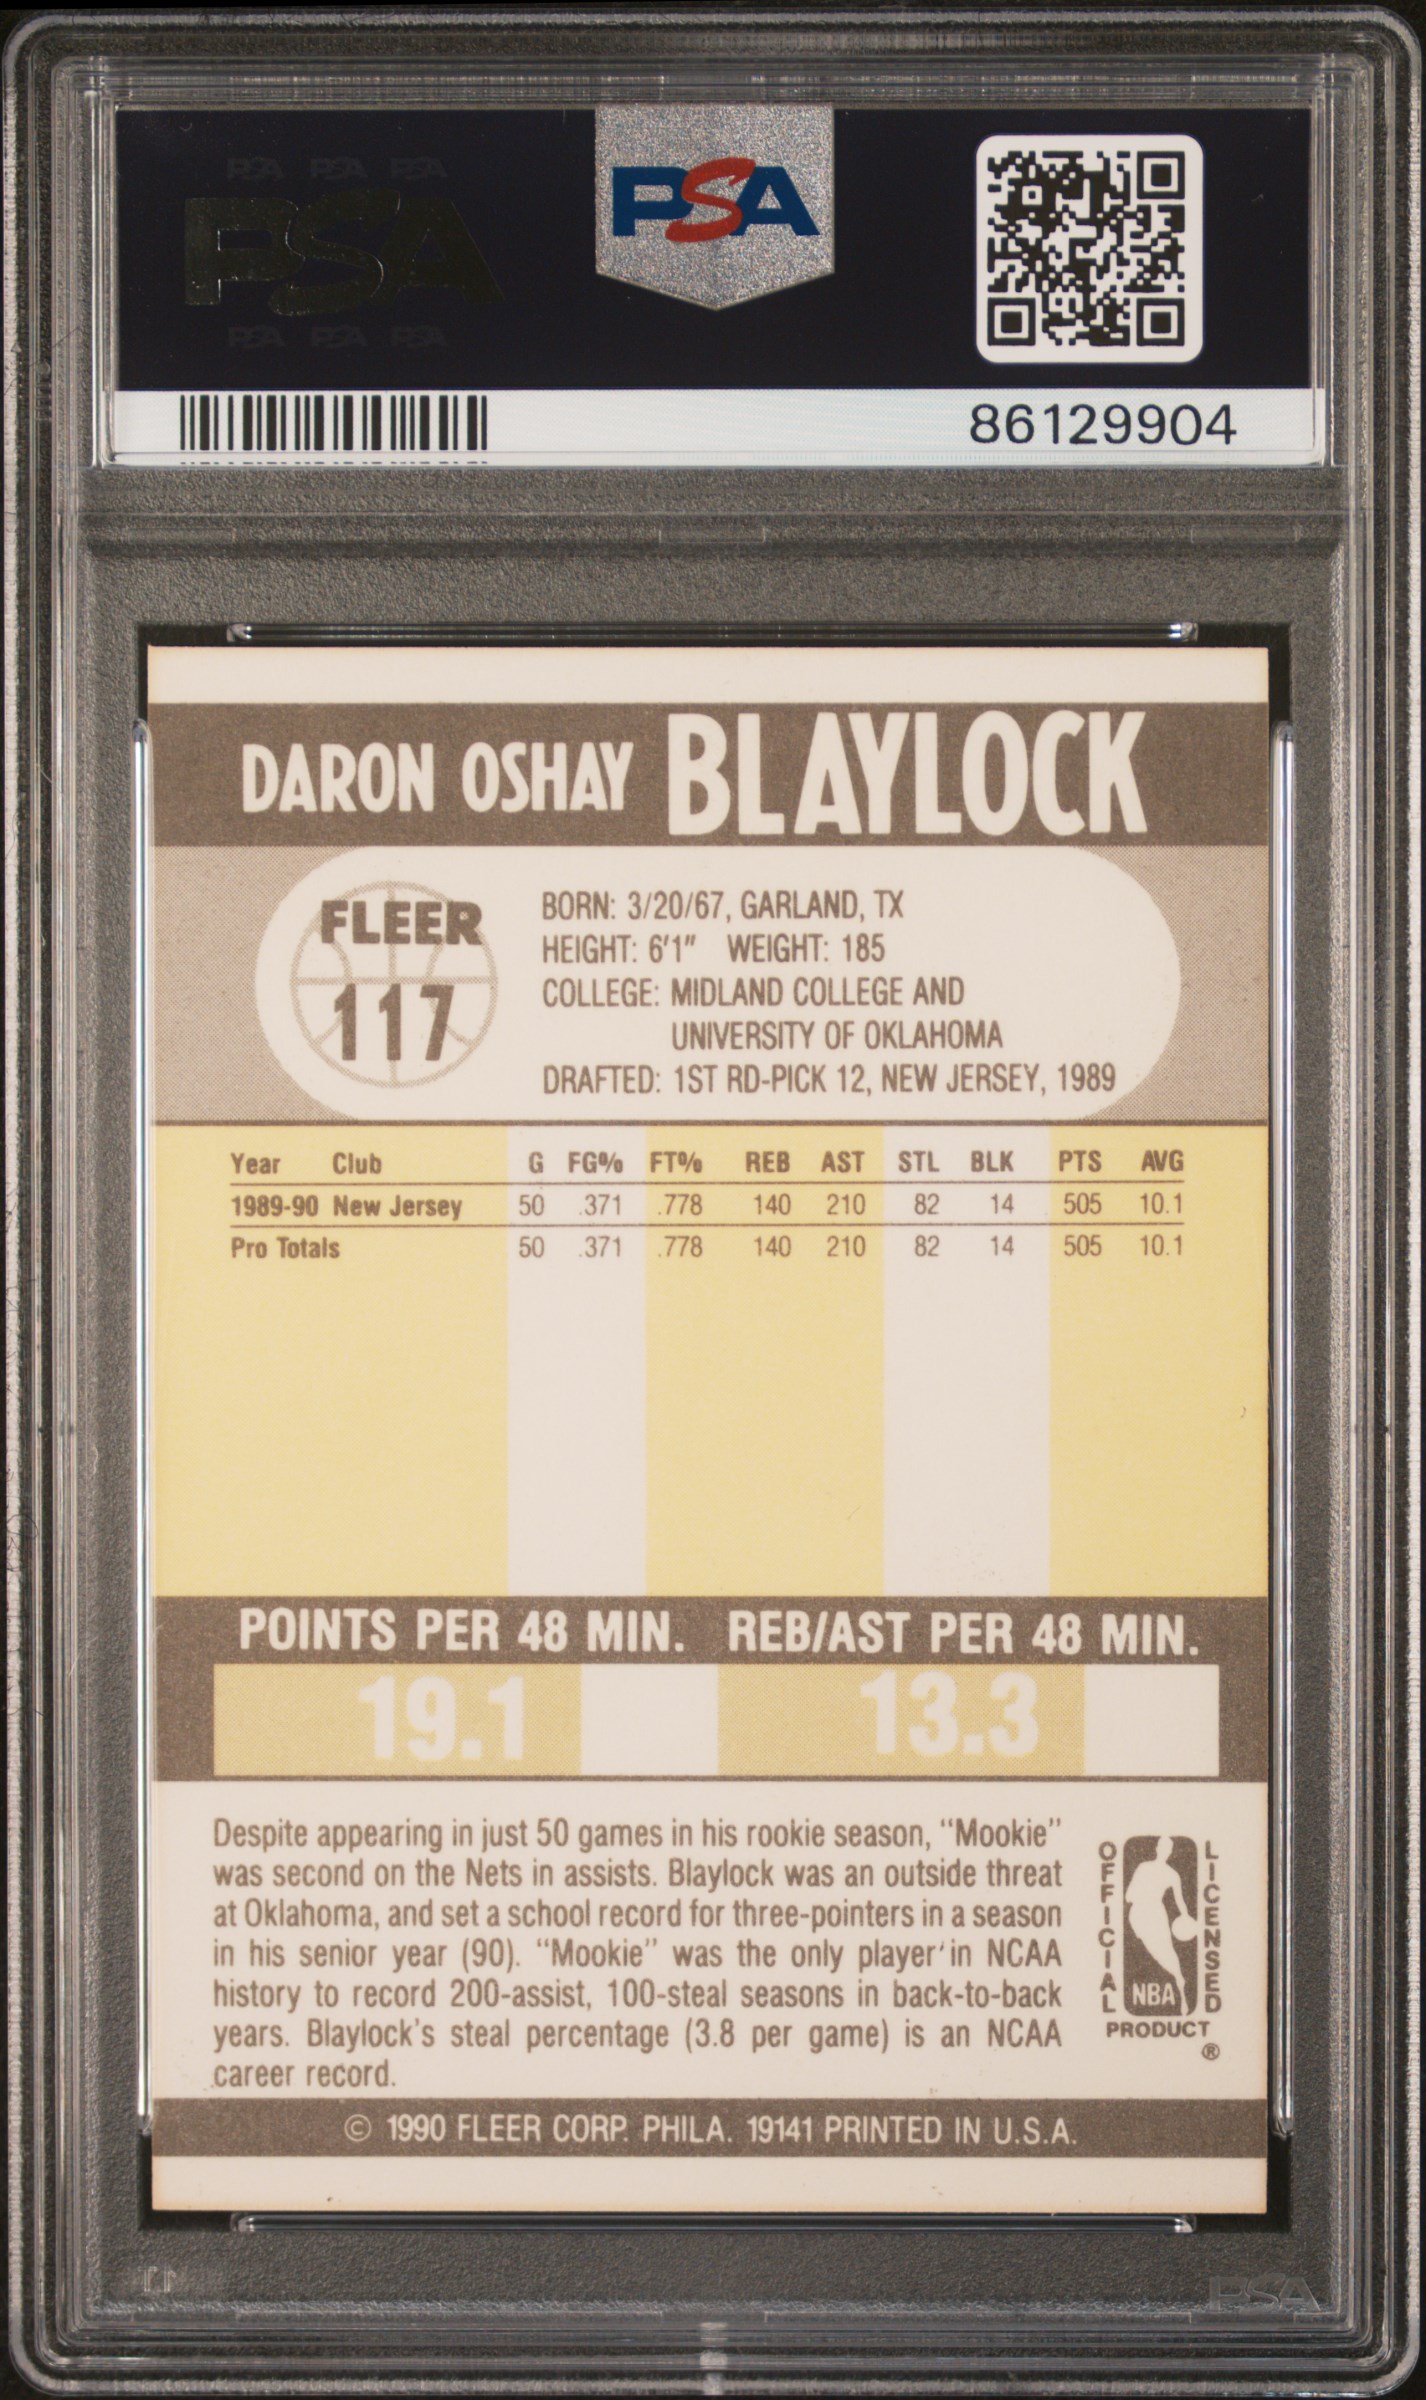 PSA PSA PSA
PSA
PSA PSA PSA
PSA
86129904
DARON OSHAY BLAYLOCK
FLEER
117
BORN: 3/20/67, GARLAND, TX
HEIGHT: 6'1" WEIGHT: 185
COLLEGE: MIDLAND COLLEGE AND
UNIVERSITY OF OKLAHOMA
DRAFTED: 1ST RD-PICK 12, NEW JERSEY, 1989
Year Club G FG% FT% REB AST STL BLK PTS AVG
1989-90 New Jersey 50 .371 .778 140 210 82 14 505 10.1
Pro Totals 50 .371 .778 140 210 82 14 505 10.1
POINTS PER 48 MIN. REB/AST PER 48 MIN.
19.1 13.3
Despite appearing in just 50 games in his rookie season, "Mookie"
was second on the Nets in assists. Blaylock was an outside threat
at Oklahoma, and set a school record for three-pointers in a season
in his senior year (90). "Mookie" was the only player in NCAA
history to record 200-assist, 100-steal seasons in back-to-back
years. Blaylock's steal percentage (3.8 per game) is an NCAA
career record.
OFFICIAL LICENSED
NBA
PRODUCT
®
© 1990 FLEER CORP. PHILA. 19141 PRINTED IN U.S.A.
PSA